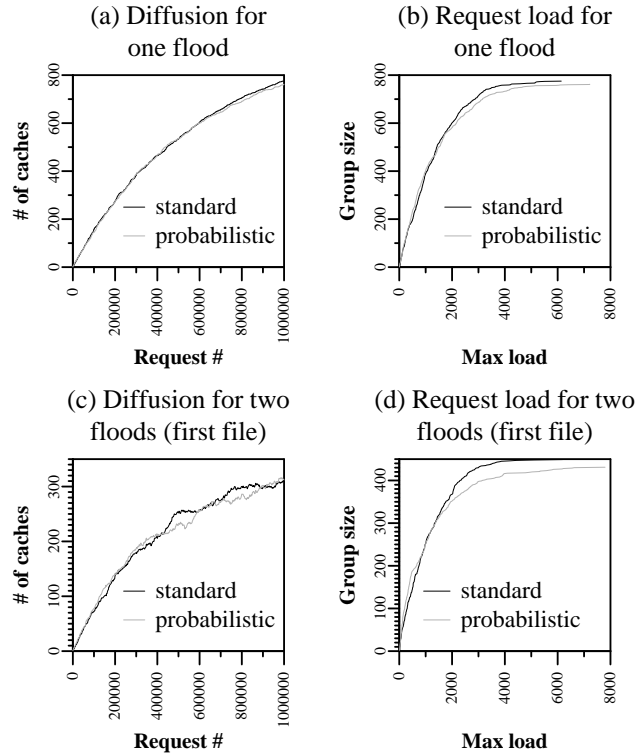 (a) Diffusion for
one flood
# of caches
0
200
400
600
800
standard
probabilistic
0
200000
400000
600000
800000
1000000
Request #
(b) Request load for
one flood
Group size
0
200
400
600
800
standard
probabilistic
0
2000
4000
6000
8000
Max load
(c) Diffusion for two
floods (first file)
# of caches
0
100
200
300
standard
probabilistic
0
200000
400000
600000
800000
1000000
Request #
(d) Request load for two
floods (first file)
Group size
0
100
200
300
400
standard
probabilistic
0
2000
4000
6000
8000
Max load